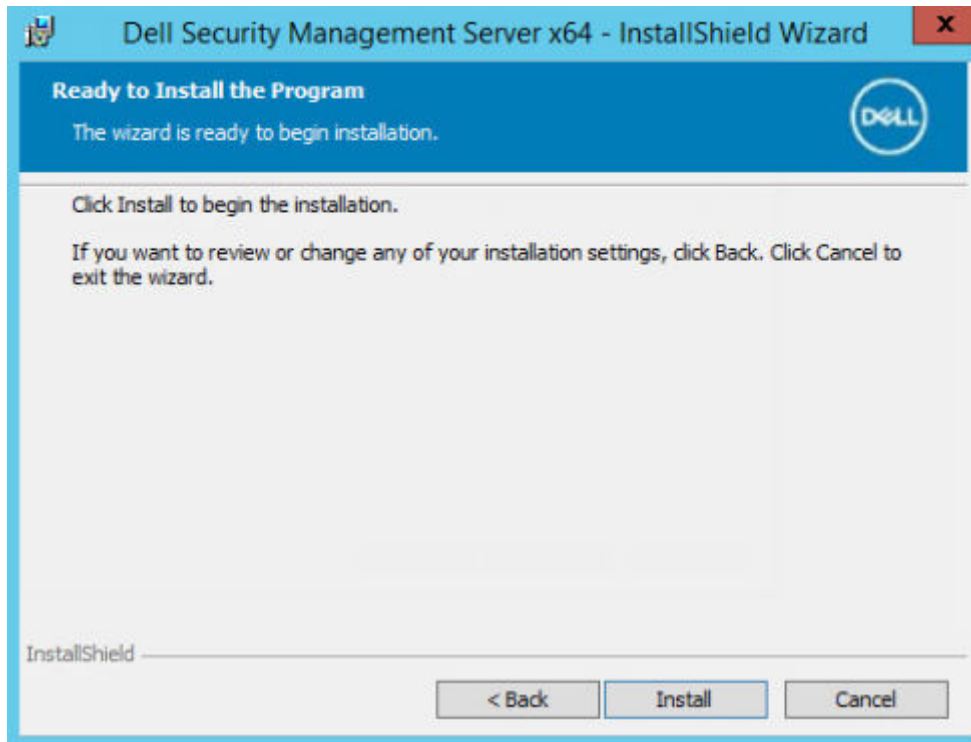 Dell Security Management Server x64 - InstallShield Wizard
x
Ready to Install the Program
The wizard is ready to begin installation.
DELL
Click Install to begin the installation.
If you want to review or change any of your installation settings, click Back. Click Cancel to
exit the wizard.
InstallShield
< Back
Install
Cancel